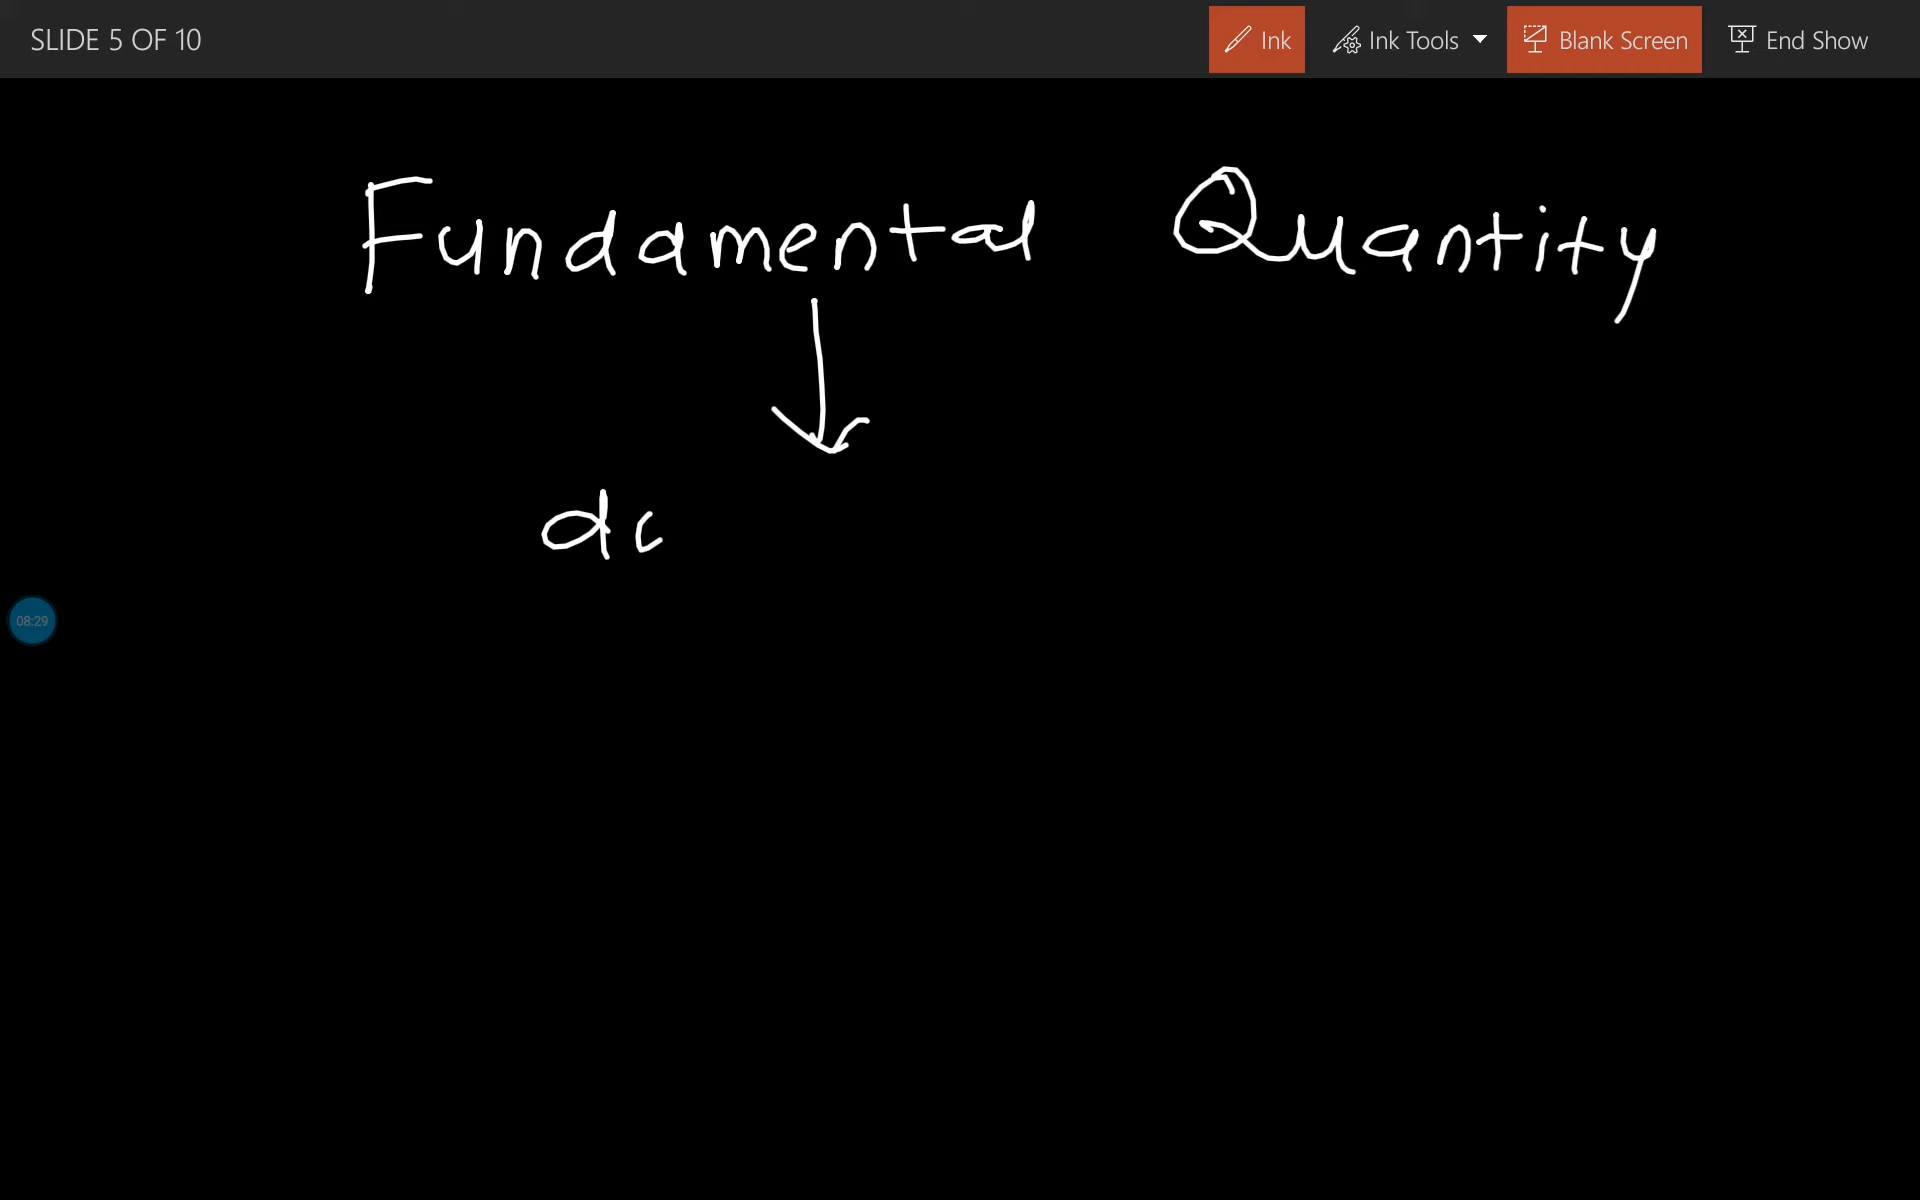 SLIDE 5 OF 10 Ink Ink Tools Blank Screen End Show
Fundamental Quantity
08:29